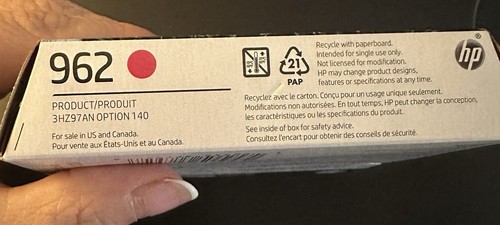 962
PRODUCT/PRODUIT
3HZ97AN OPTION 140
For sale in US and Canada.
Pour vente aux États-Unis et au Canada.
21
PAP
Recycle with paperboard.
Intended for single use only.
Not licensed for modification.
HP may change product designs,
features or specifications at any time.
hp
Recyclez avec le carton. Conçu pour un usage unique seulement.
Modifications non autorisées. En tout temps, HP peut changer la conception,
les caractéristiques ou les spécifications du produit.
See inside of box for safety advice.
Consultez l'encart pour obtenir des conseils de sécurité.